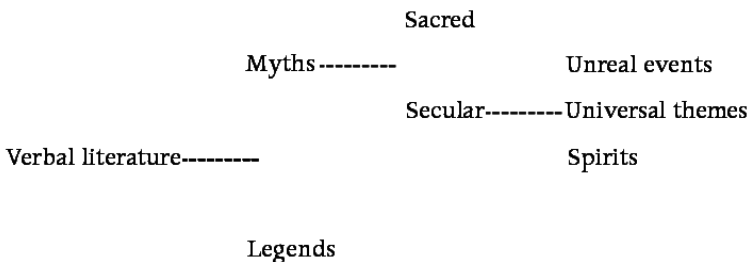 Sacred
Myths --------- Unreal events
Secular--------- Universal themes
Verbal literature--------- Spirits
Legends